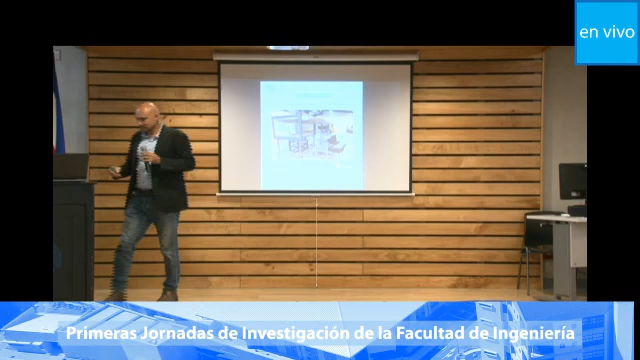 en vivo
Primeras Jornadas de Investigación de la Facultad de Ingeniería